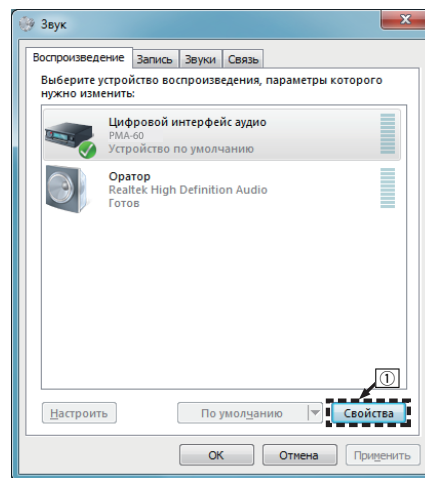 Звук
Воспроизведение Запись Звуки Связь
Выберите устройство воспроизведения, параметры которого
нужно изменить:
Цифровой интерфейс аудио
PMA-60
Устройство по умолчанию
Оратор
Realtek High Definition Audio
Готов
①
Настроить По умолчанию Свойства
OK Отмена Применить